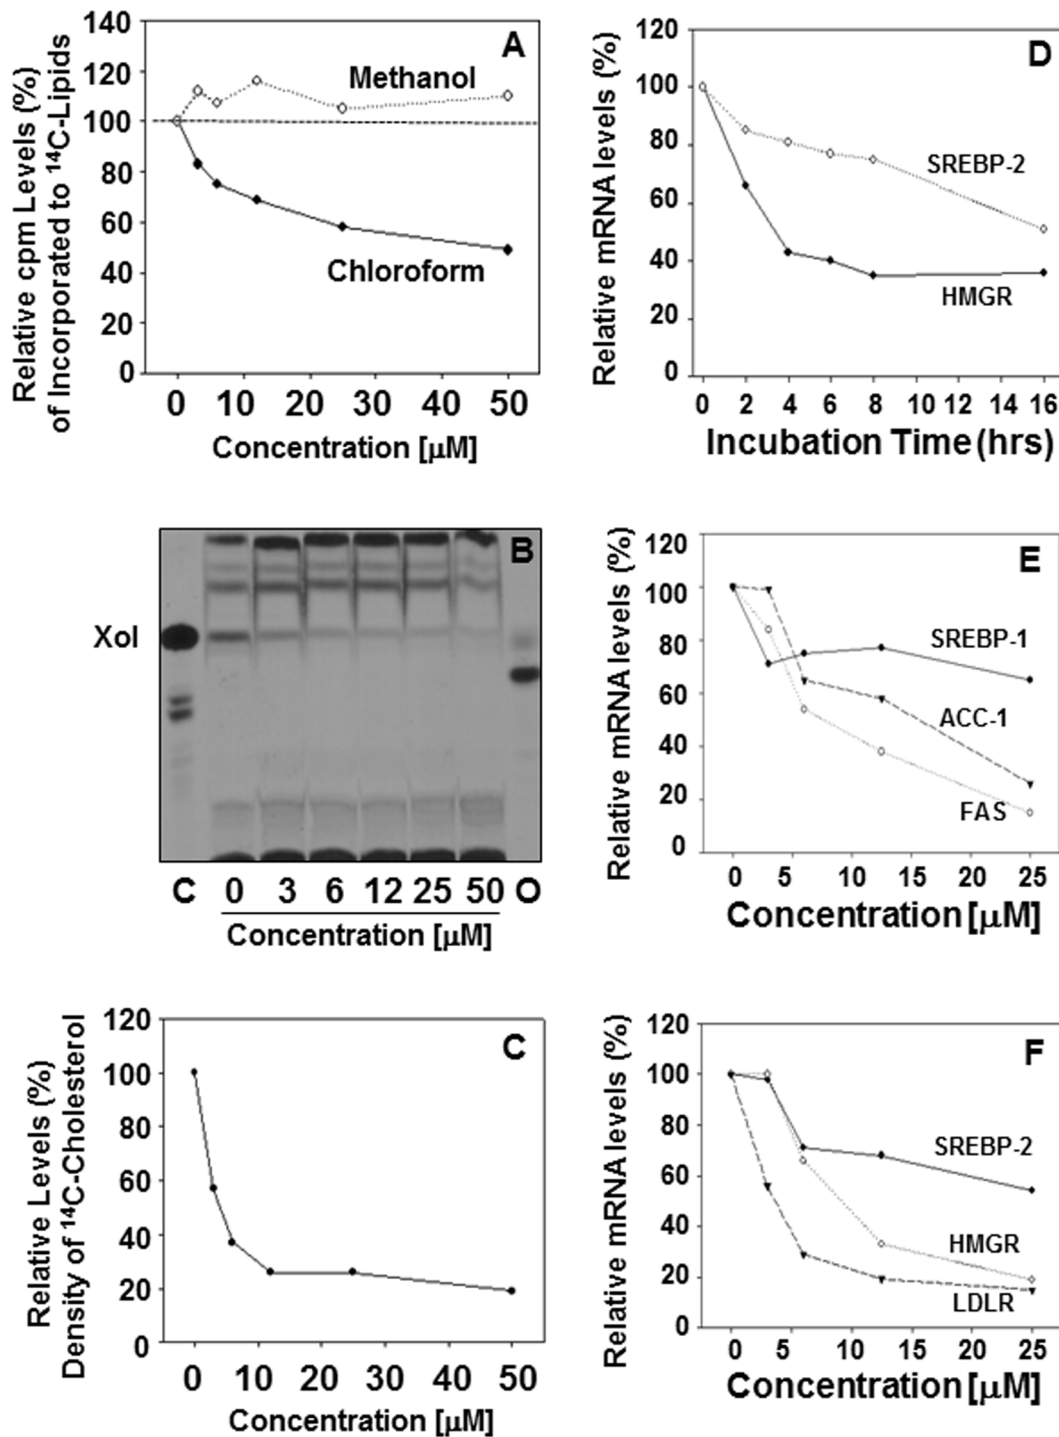 A
Relative cpm Levels (%)
of Incorporated to ¹⁴C-Lipids
140
120
100
80
60
40
20
0
Methanol
Chloroform
0 10 20 30 40 50
Concentration [µM]
D
Relative mRNA levels (%)
120
100
80
60
40
20
0
SREBP-2
HMGR
0 2 4 6 8 10 12 14 16
Incubation Time (hrs)
B
Xol
C 0 3 6 12 25 50 O
Concentration [µM]
E
Relative mRNA levels (%)
120
100
80
60
40
20
0
SREBP-1
ACC-1
FAS
0 5 10 15 20 25
Concentration [µM]
C
Relative Levels (%)
Density of ¹⁴C-Cholesterol
120
100
80
60
40
20
0
0 10 20 30 40 50
Concentration [µM]
F
Relative mRNA levels (%)
120
100
80
60
40
20
0
SREBP-2
HMGR
LDLR
0 5 10 15 20 25
Concentration [µM]